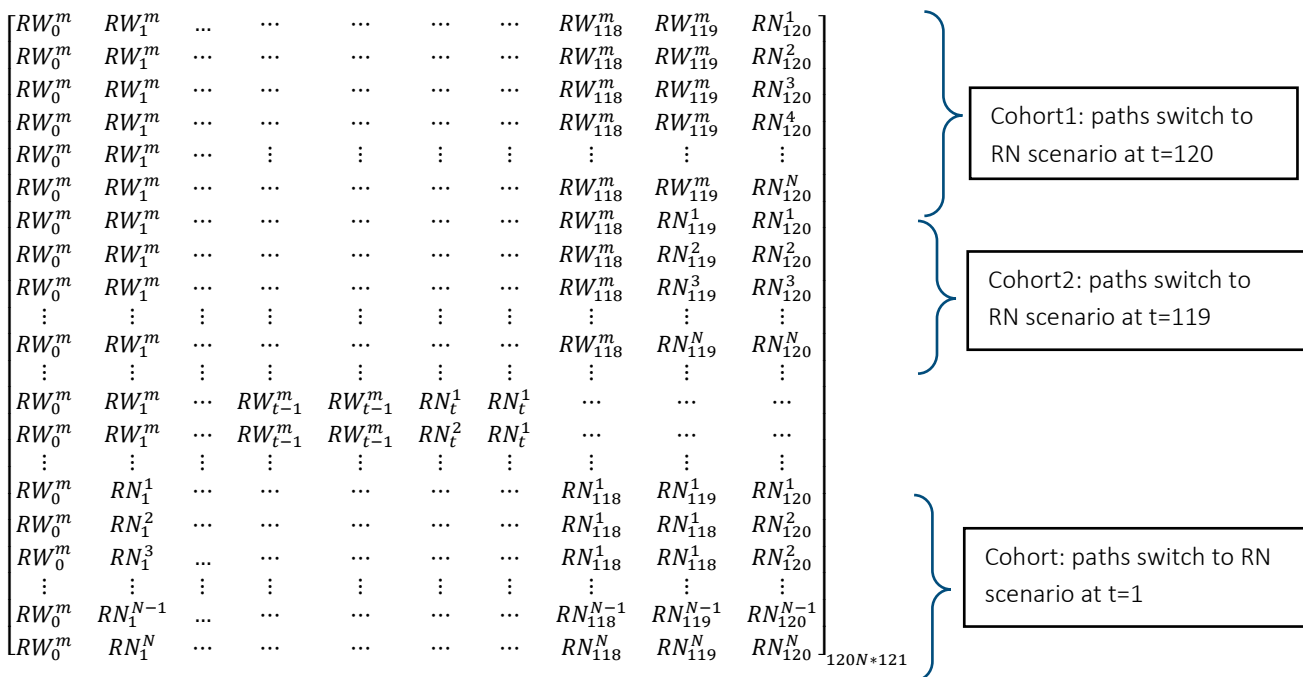 RW_0^m RW_1^m ... ⋯ ⋯ ⋯ ⋯ RW_118^m RW_119^m RN_120^1
RW_0^m RW_1^m ⋯ ⋯ ⋯ ⋯ ⋯ RW_118^m RW_119^m RN_120^2
RW_0^m RW_1^m ⋯ ⋯ ⋯ ⋯ ⋯ RW_118^m RW_119^m RN_120^3
RW_0^m RW_1^m ⋯ ⋯ ⋯ ⋯ ⋯ RW_118^m RW_119^m RN_120^4
RW_0^m RW_1^m ⋯ ⋮ ⋮ ⋮ ⋮ ⋮ ⋮ ⋮
RW_0^m RW_1^m ⋯ ⋯ ⋯ ⋯ ⋯ RW_118^m RW_119^m RN_120^N
Cohort1: paths switch to
RN scenario at t=120
RW_0^m RW_1^m ⋯ ⋯ ⋯ ⋯ ⋯ RW_118^m RN_119^1 RN_120^1
RW_0^m RW_1^m ⋯ ⋯ ⋯ ⋯ ⋯ RW_118^m RN_119^2 RN_120^2
RW_0^m RW_1^m ⋯ ⋯ ⋯ ⋯ ⋯ RW_118^m RN_119^3 RN_120^3
⋮ ⋮ ⋮ ⋮ ⋮ ⋮ ⋮ ⋮ ⋮ ⋮
RW_0^m RW_1^m ⋯ ⋯ ⋯ ⋯ ⋯ RW_118^m RN_119^N RN_120^N
Cohort2: paths switch to
RN scenario at t=119
⋮ ⋮ ⋮ ⋮ ⋮ ⋮ ⋮ ⋮ ⋮ ⋮
RW_0^m RW_1^m ⋯ RW_{t-1}^m RW_{t-1}^m RN_t^1 RN_t^1 ⋯ ⋯ ⋯
RW_0^m RW_1^m ⋯ RW_{t-1}^m RW_{t-1}^m RN_t^2 RN_t^1 ⋯ ⋯ ⋯
⋮ ⋮ ⋮ ⋮ ⋮ ⋮ ⋮ ⋮ ⋮ ⋮
RW_0^m RN_1^1 ⋯ ⋯ ⋯ ⋯ ⋯ RN_118^1 RN_119^1 RN_120^1
RW_0^m RN_1^2 ⋯ ⋯ ⋯ ⋯ ⋯ RN_118^1 RN_118^1 RN_120^2
RW_0^m RN_1^3 ... ⋯ ⋯ ⋯ ⋯ RN_118^1 RN_118^1 RN_120^2
⋮ ⋮ ⋮ ⋮ ⋮ ⋮ ⋮ ⋮ ⋮ ⋮
RW_0^m RN_1^{N-1} ... ⋯ ⋯ ⋯ ⋯ RN_118^{N-1} RN_119^{N-1} RN_120^{N-1}
RW_0^m RN_1^N ⋯ ⋯ ⋯ ⋯ ⋯ RN_118^N RN_119^N RN_120^N
120N*121
Cohort: paths switch to RN
scenario at t=1